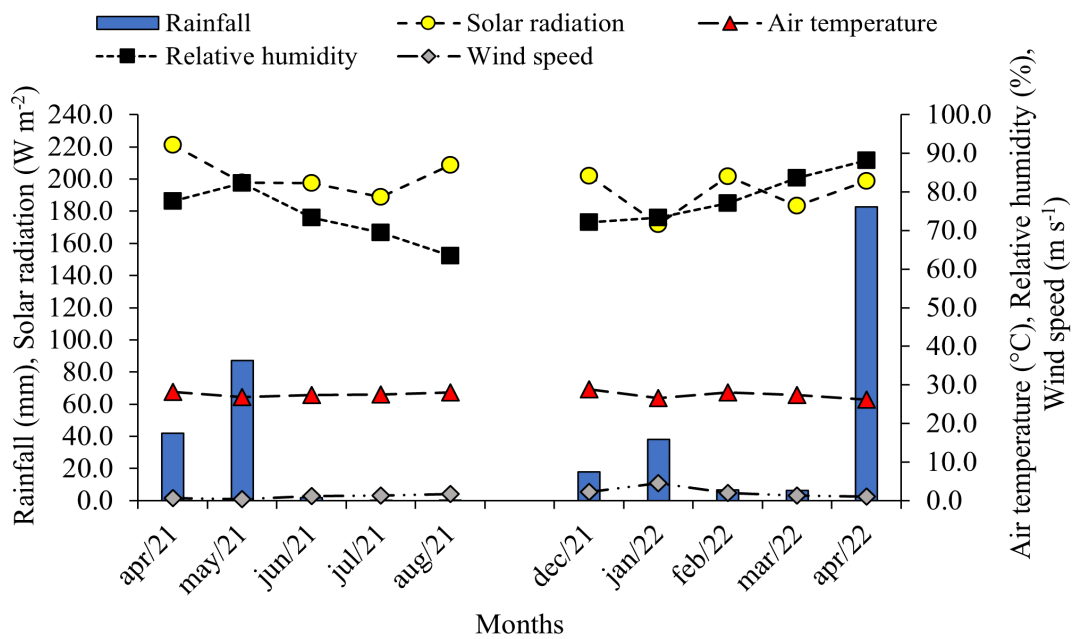 Rainfall Solar radiation Air temperature
Relative humidity Wind speed
Rainfall (mm), Solar radiation (W m-2)
240.0
220.0
200.0
180.0
160.0
140.0
120.0
100.0
80.0
60.0
40.0
20.0
0.0
100.0
90.0
80.0
70.0
60.0
50.0
40.0
30.0
20.0
10.0
0.0
Air temperature (°C), Relative humidity (%),
Wind speed (m s-1)
apr/21
may/21
jun/21
jul/21
aug/21
dec/21
jan/22
feb/22
mar/22
apr/22
Months